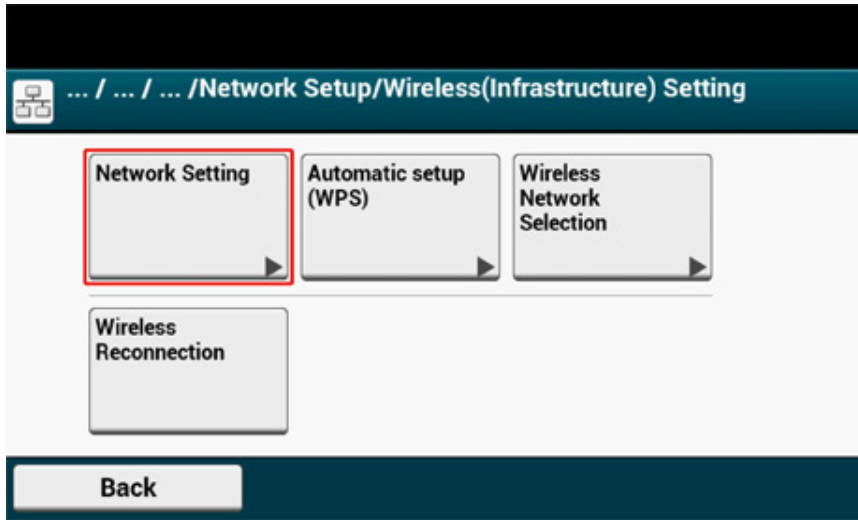 ... / ... / ... /Network Setup/Wireless(Infrastructure) Setting
Network Setting
Automatic setup
(WPS)
Wireless
Network
Selection
Wireless
Reconnection
Back